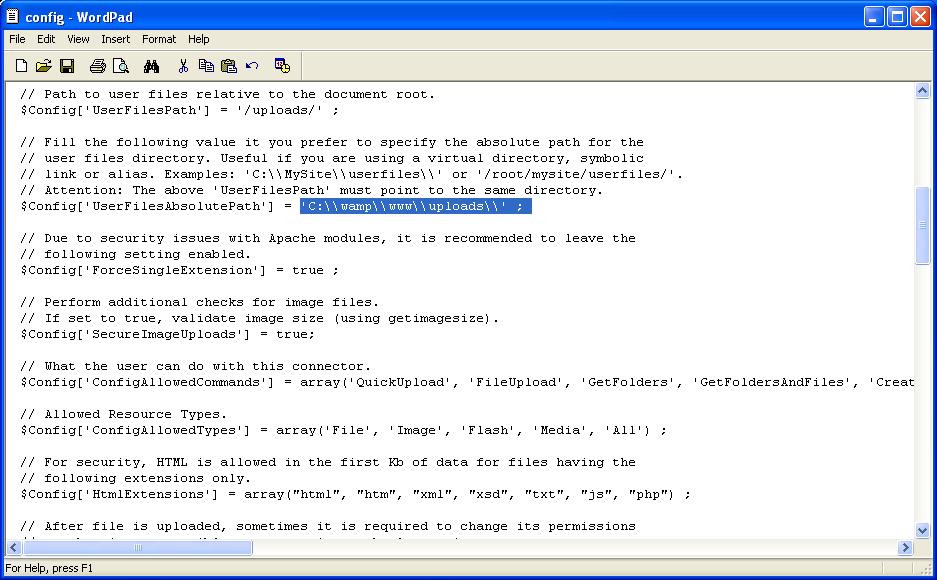 config - WordPad
File Edit View Insert Format Help
// Path to user files relative to the document root.
$Config['UserFilesPath'] = '/uploads/' ;
// Fill the following value it you prefer to specify the absolute path for the
// user files directory. Useful if you are using a virtual directory, symbolic
// link or alias. Examples: 'C:\\MySite\\userfiles\\' or '/root/mysite/userfiles/'.
// Attention: The above 'UserFilesPath' must point to the same directory.
$Config['UserFilesAbsolutePath'] = 'C:\\wamp\\www\\uploads\\' ;
// Due to security issues with Apache modules, it is recommended to leave the
// following setting enabled.
$Config['ForceSingleExtension'] = true ;
// Perform additional checks for image files.
// If set to true, validate image size (using getimagesize).
$Config['SecureImageUploads'] = true;
// What the user can do with this connector.
$Config['ConfigAllowedCommands'] = array('QuickUpload', 'FileUpload', 'GetFolders', 'GetFoldersAndFiles', 'Creat
// Allowed Resource Types.
$Config['ConfigAllowedTypes'] = array('File', 'Image', 'Flash', 'Media', 'All') ;
// For security, HTML is allowed in the first Kb of data for files having the
// following extensions only.
$Config['HtmlExtensions'] = array("html", "htm", "xml", "xsd", "txt", "js", "php") ;
// After file is uploaded, sometimes it is required to change its permissions
For Help, press F1